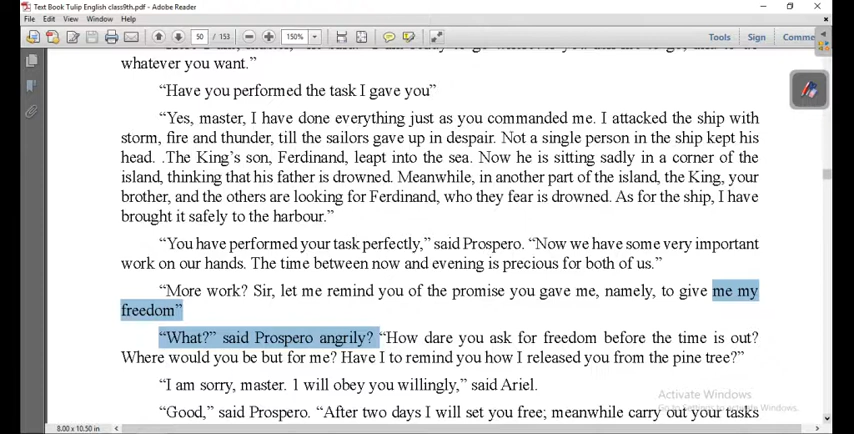 Text Book Tulip English class9th.pdf - Adobe Reader
File Edit View Window Help
50 / 153 150% Tools Sign Comme
whatever you want.”
“Have you performed the task I gave you”
“Yes, master, I have done everything just as you commanded me. I attacked the ship with
storm, fire and thunder, till the sailors gave up in despair. Not a single person in the ship kept his
head. .The King’s son, Ferdinand, leapt into the sea. Now he is sitting sadly in a corner of the
island, thinking that his father is drowned. Meanwhile, in another part of the island, the King, your
brother, and the others are looking for Ferdinand, who they fear is drowned. As for the ship, I have
brought it safely to the harbour.”
“You have performed your task perfectly,” said Prospero. “Now we have some very important
work on our hands. The time between now and evening is precious for both of us.”
“More work? Sir, let me remind you of the promise you gave me, namely, to give me my
freedom”
“What?” said Prospero angrily? “How dare you ask for freedom before the time is out?
Where would you be but for me? Have I to remind you how I released you from the pine tree?”
“I am sorry, master. 1 will obey you willingly,” said Ariel.
Activate Windows
Go to Settings to activate Windows.
“Good,” said Prospero. “After two days I will set you free; meanwhile carry out your tasks
8.00 x 10.50 in